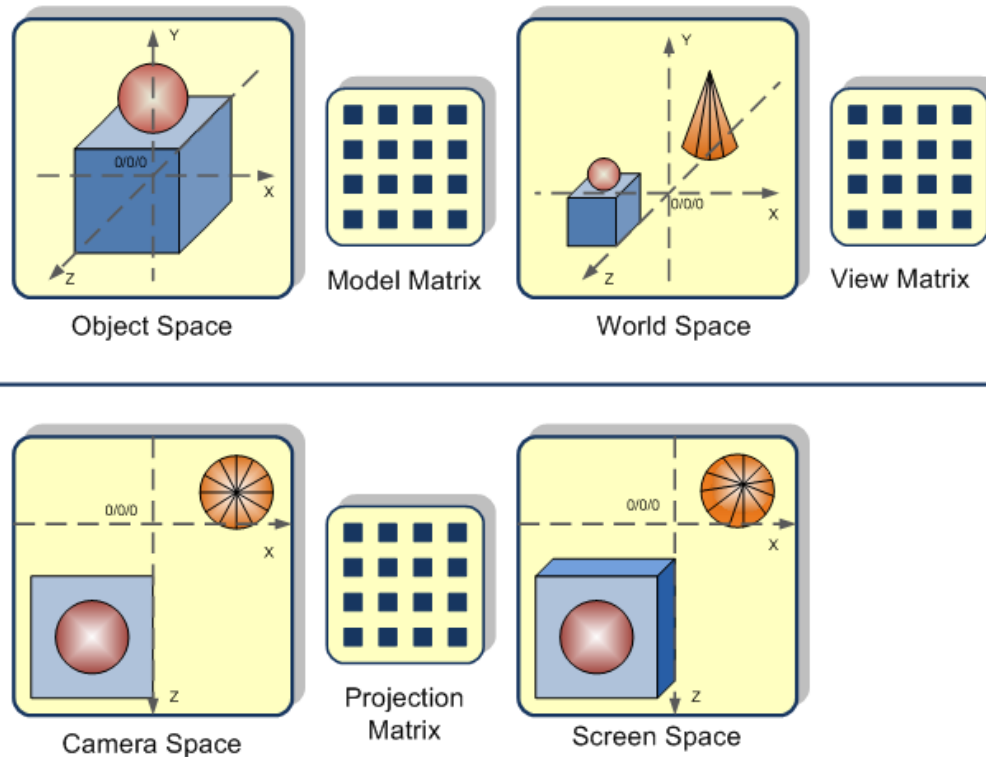 Y
0/0/0
X
Z
Object Space
Model Matrix
Y
0/0/0
X
Z
World Space
View Matrix
0/0/0
X
Z
Camera Space
Projection
Matrix
0/0/0
X
Z
Screen Space